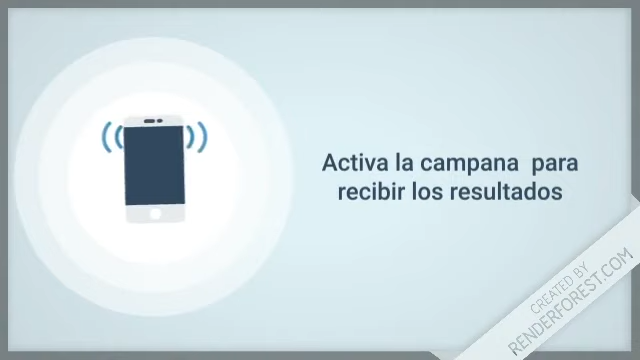 Activa la campana  para
recibir los resultados
CREATED BY
RENDERFOREST.COM